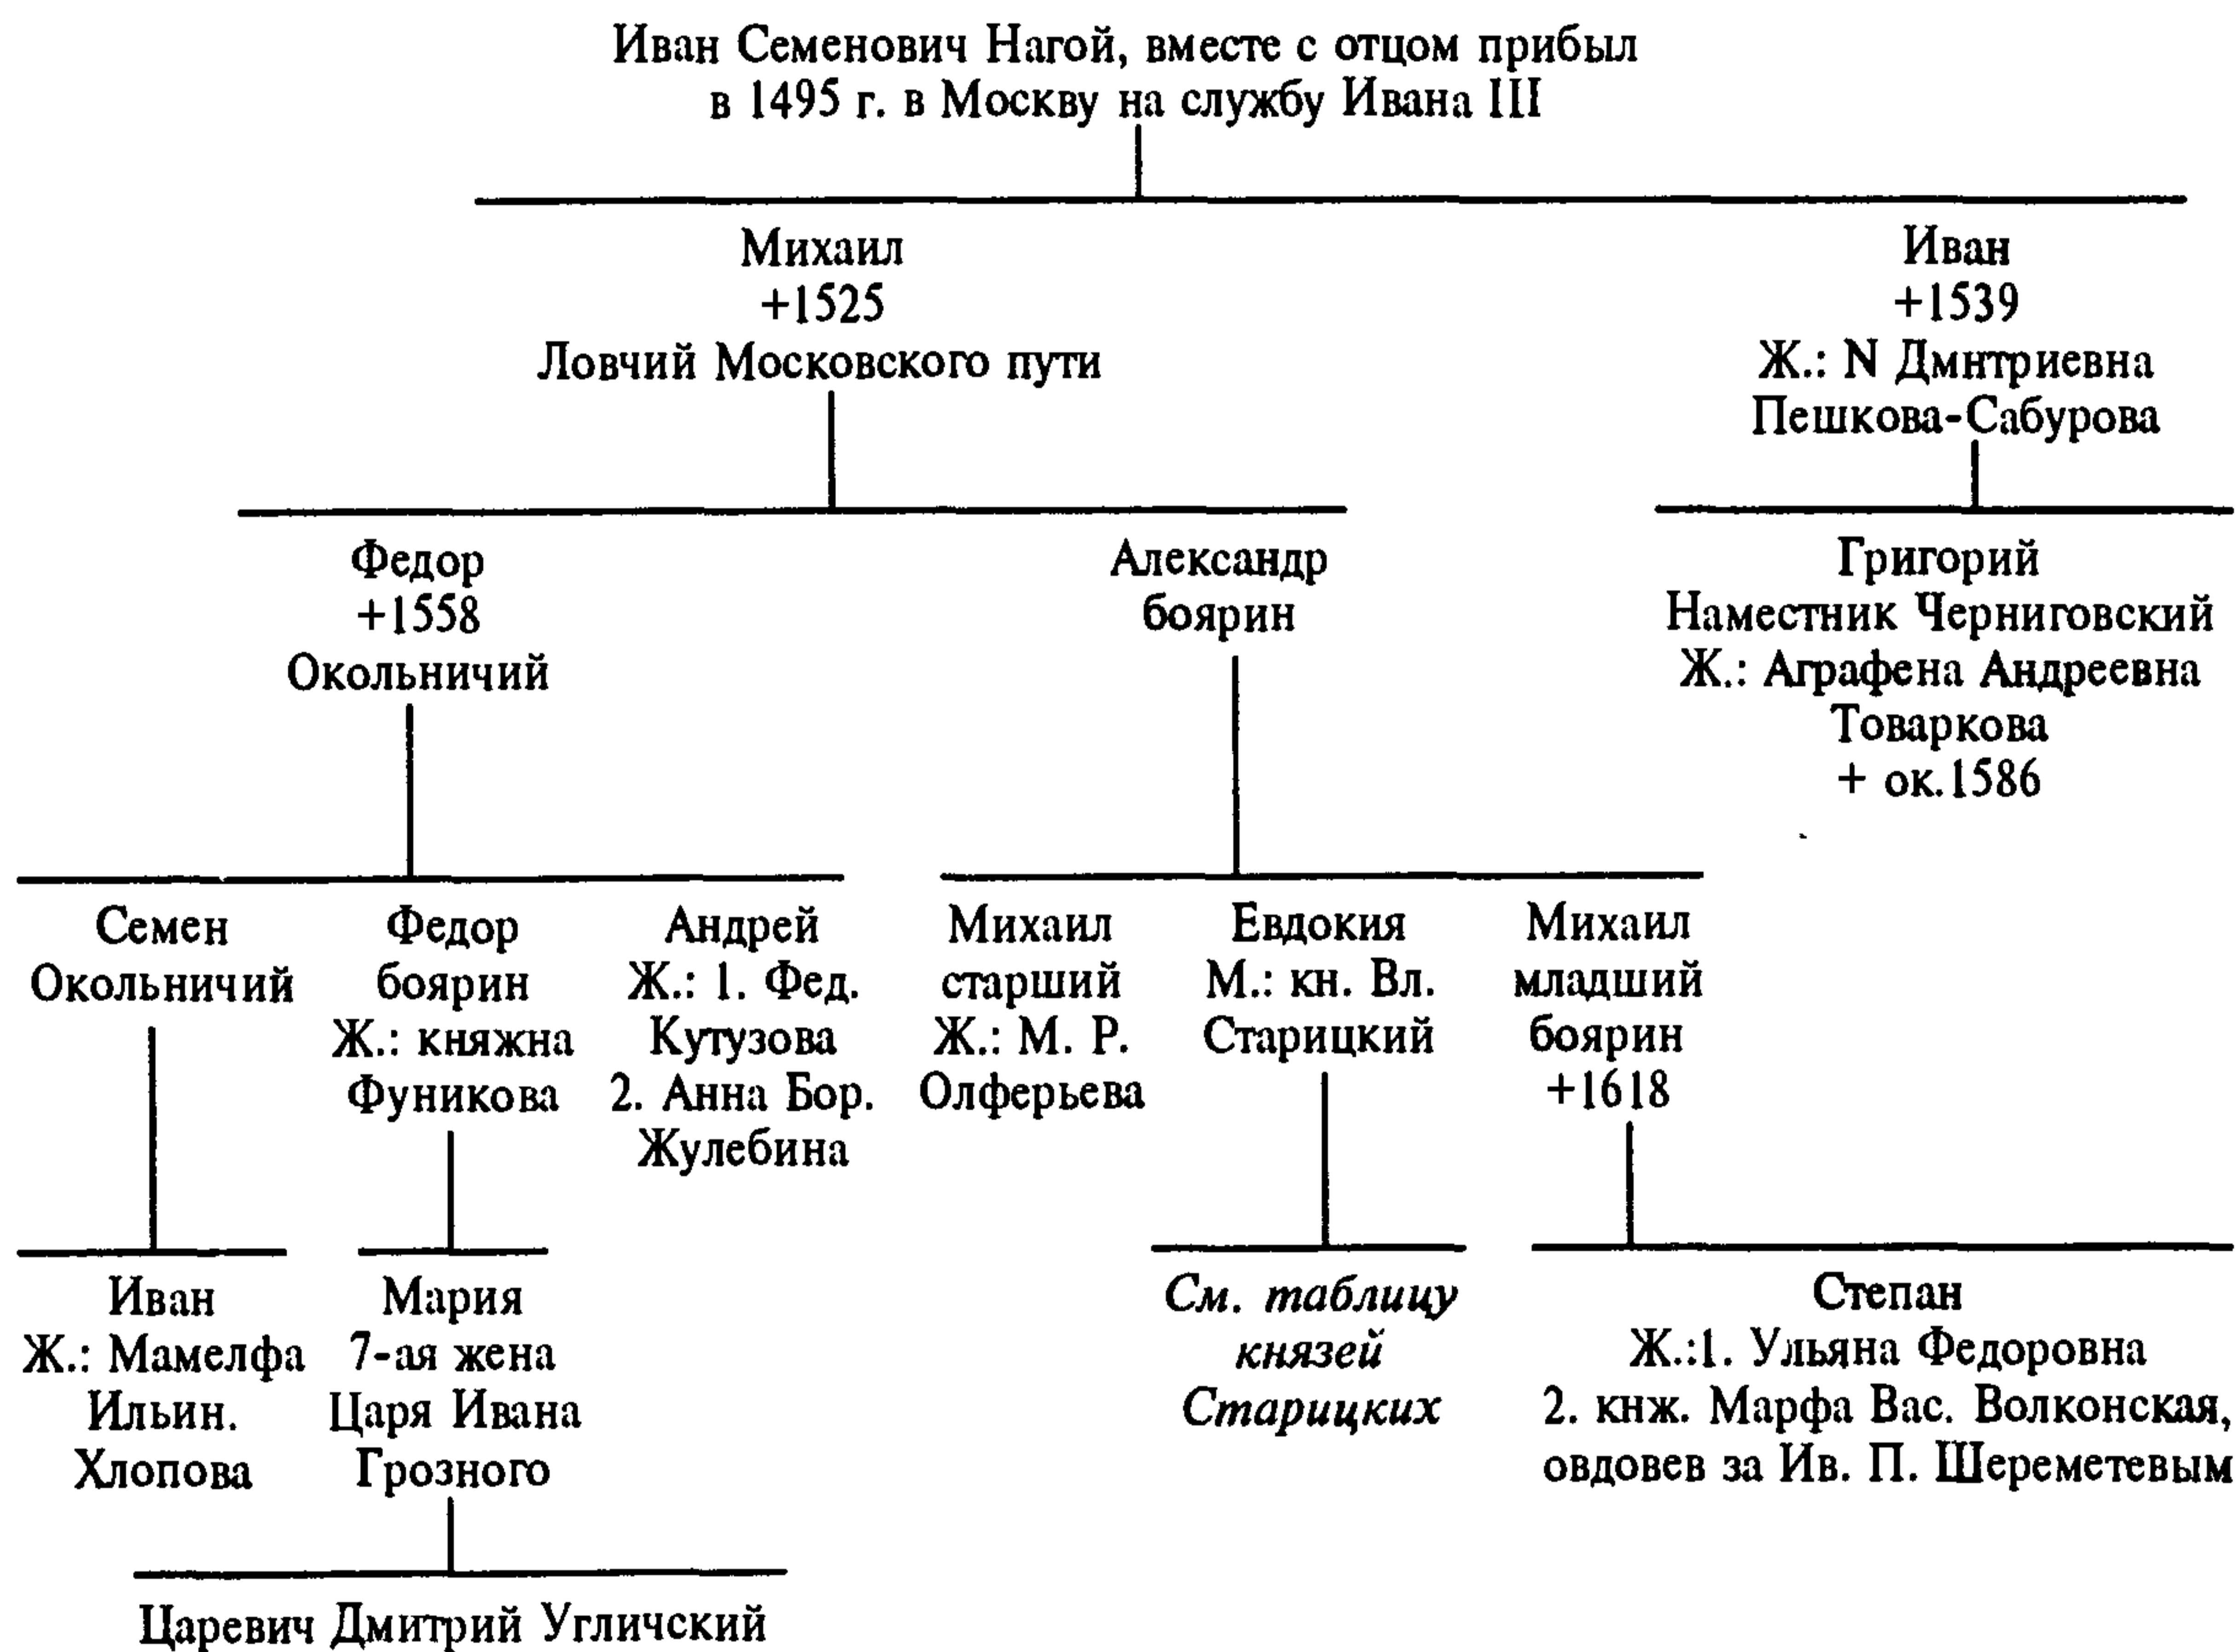 Иван Семенович Нагой, вместе с отцом прибыл
в 1495 г. в Москву на службу Ивана III
Михаил
+1525
Ловчий Московского пути
Иван
+1539
Ж.: N Дмнтриевна
Пешкова-Сабурова
Федор
+1558
Окольничий
Александр
боярин
Григорий
Наместник Черниговский
Ж.: Аграфена Андреевна
Товаркова
+ ок.1586
Семен
Окольничий
Федор
боярин
Ж.: княжна
Фуникова
Андрей
Ж.: 1. Фед.
Кутузова
2. Анна Бор.
Жулебина
Михаил
старший
Ж.: М. Р.
Олферьева
Евдокия
М.: кн. Вл.
Старицкий
Михаил
младший
боярин
+1618
Иван
Ж.: Мамелфа
Ильин.
Хлопова
Мария
7-ая жена
Царя Ивана
Грозного
См. таблицу
князей
Старицких
Степан
Ж.:1. Ульяна Федоровна
2. кнж. Марфа Вас. Волконская,
овдовев за Ив. П. Шереметевым
Царевич Дмитрий Угличский